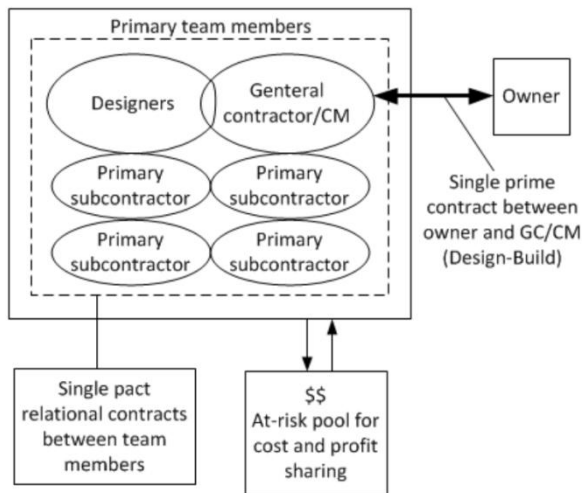 Primary team members
Designers
Genteral
contractor/CM
Owner
Primary
subcontractor
Primary
subcontractor
Primary
subcontractor
Primary
subcontractor
Single prime
contract between
owner and GC/CM
(Design-Build)
Single pact
relational contracts
between team
members
$$
At-risk pool for
cost and profit
sharing